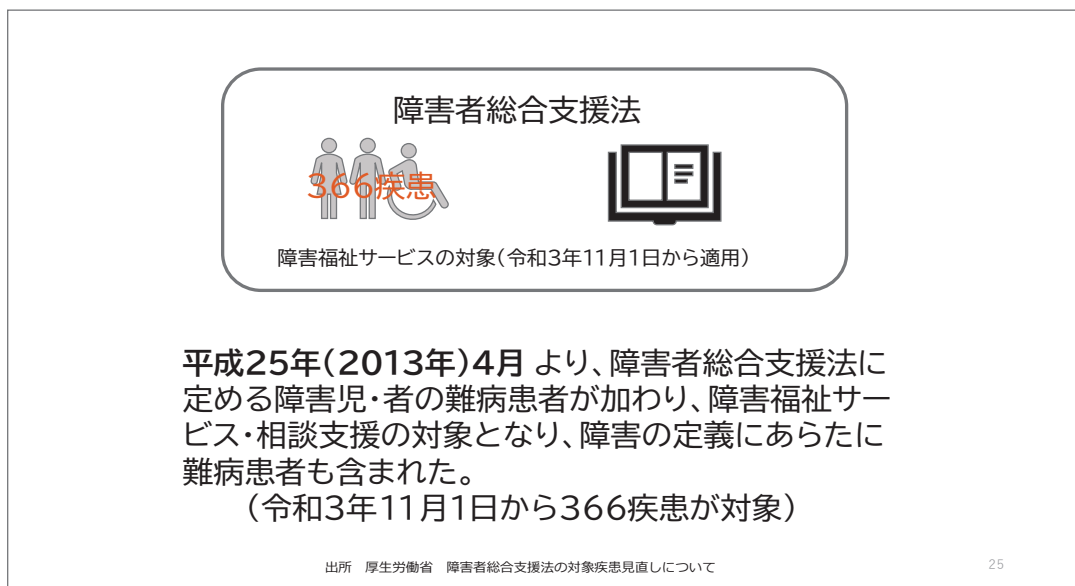 障害者総合支援法
366疾患
障害福祉サービスの対象(令和3年11月1日から適用)
平成25年(2013年)4月 より、障害者総合支援法に
定める障害児・者の難病患者が加わり、障害福祉サー
ビス・相談支援の対象となり、障害の定義にあらたに
難病患者も含まれた。
(令和3年11月1日から366疾患が対象)
出所 厚生労働省 障害者総合支援法の対象疾患見直しについて
25